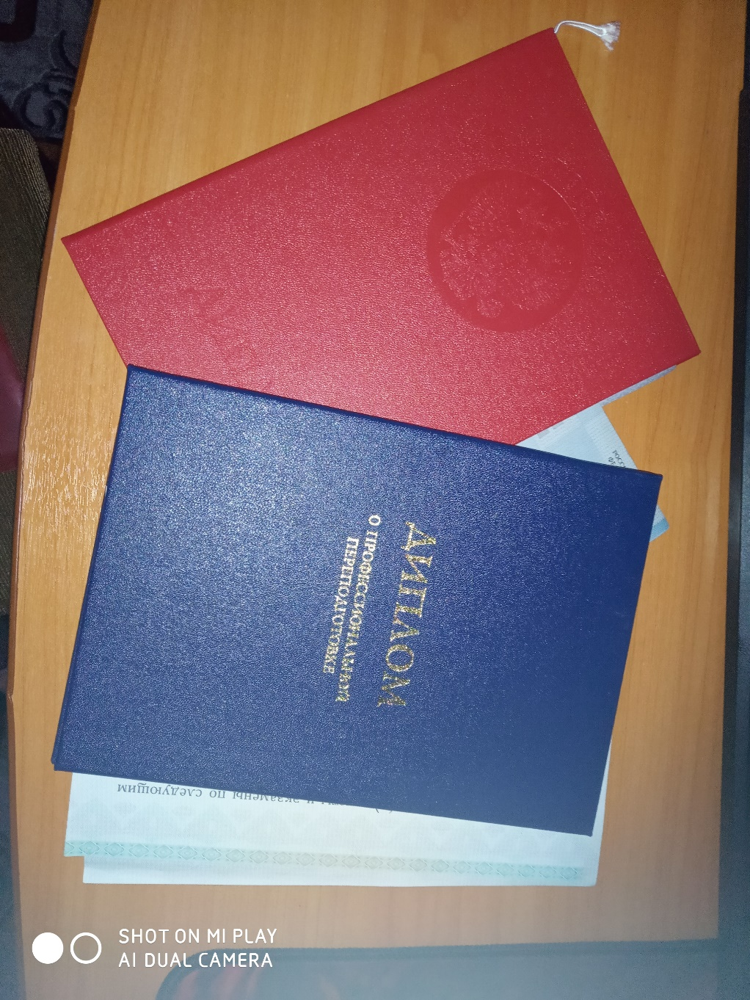 ДИПЛОМ
О ПРОФЕССИОНАЛЬНОЙ
ПЕРЕПОДГОТОВКЕ
и экзамены по следующим
SHOT ON MI PLAY
AI DUAL CAMERA